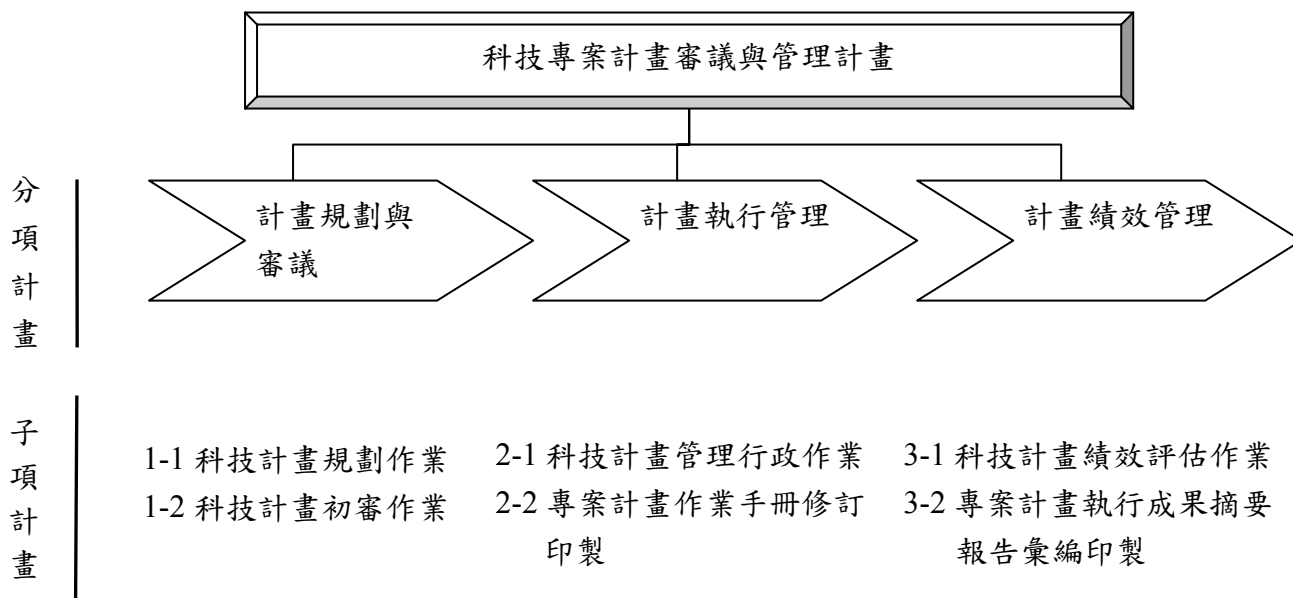 科技專案計畫審議與管理計畫
分項計畫
計畫規劃與
審議
計畫執行管理
計畫績效管理
子項計畫
1-1 科技計畫規劃作業
1-2 科技計畫初審作業
2-1 科技計畫管理行政作業
2-2 專案計畫作業手冊修訂
印製
3-1 科技計畫績效評估作業
3-2 專案計畫執行成果摘要
報告彙編印製